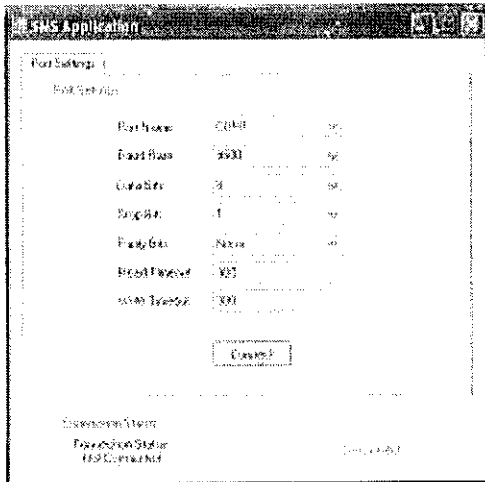 SMS Application
Port Settings
Port Settings
Port Name
Baud Rate 9600
Data Bits 8
Stop Bits 1
Parity Bits None
Read Timeout 300
Write Timeout 300
Connect
Connection Status
Connection Status
Not Connected